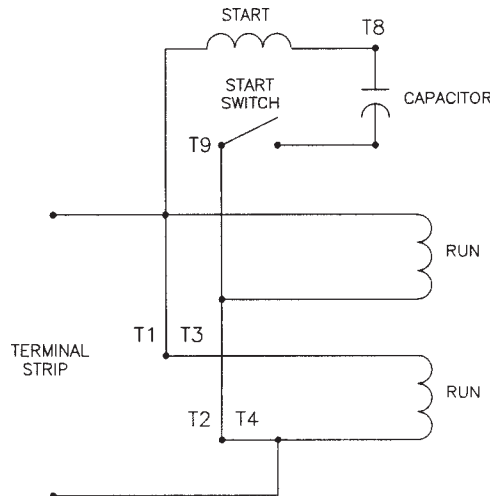 START
T8
START
SWITCH
CAPACITOR
T9
RUN
T1 T3
TERMINAL
STRIP
RUN
T2 T4